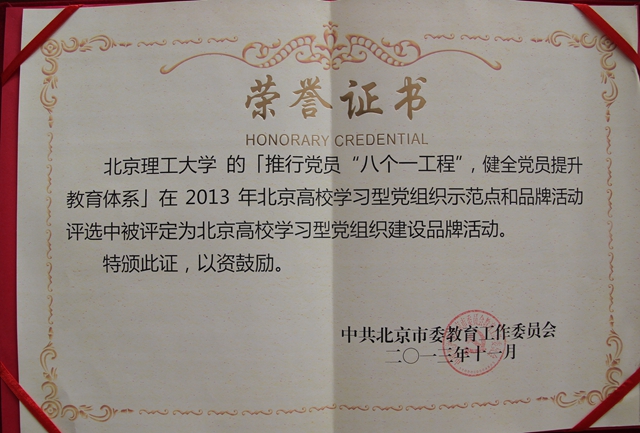 荣誉证书
HONORARY CREDENTIAL
北京理工大学 的「推行党员“八个一工程”，健全党员提升
教育体系」在 2013 年北京高校学习型党组织示范点和品牌活动
评选中被评定为北京高校学习型党组织建设品牌活动。
特颁此证，以资鼓励。
中共北京市委教育工作委员会
二〇一三年十一月